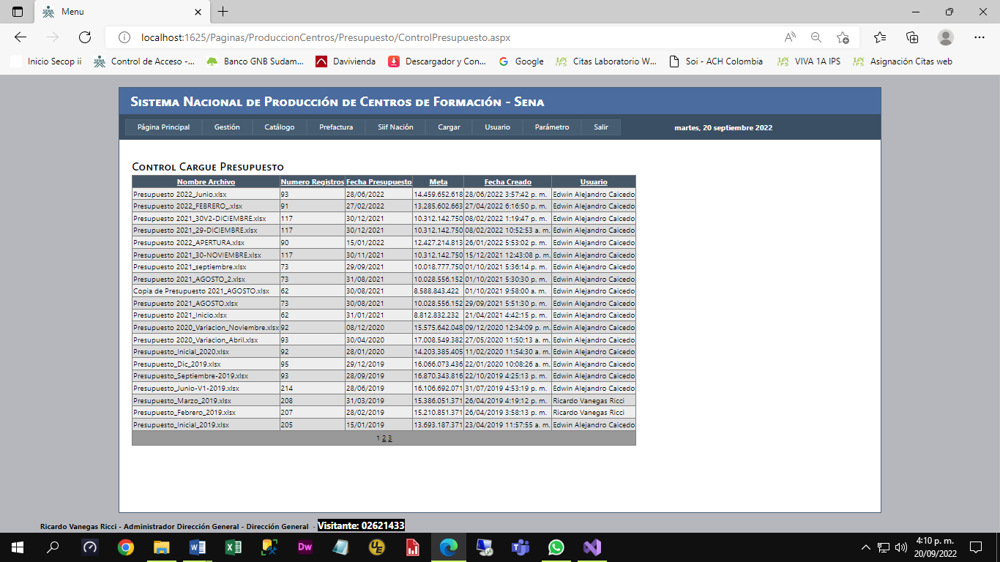 Menu
localhost:1625/Paginas/ProduccionCentros/Presupuesto/ControlPresupuesto.aspx
Inicio Secop ii Control de Acceso -... Banco GNB Sudam... Davivienda Descargador y Con... Google Citas Laboratorio W... Soi - ACH Colombia VIVA 1A IPS Asignación Citas web
Sistema Nacional de Producción de Centros de Formación - Sena
Página Principal Gestión Catálogo Prefactura Siif Nación Cargar Usuario Parámetro Salir martes, 20 septiembre 2022
Control Cargue Presupuesto
Nombre Archivo Numero Registros Fecha Presupuesto Meta Fecha Creado Usuario
Presupuesto 2022_Junio.xlsx 93 28/06/2022 14.459.652.618 28/06/2022 3:57:42 p. m. Edwin Alejandro Caicedo
Presupuesto 2022_FEBRERO_.xlsx 91 27/02/2022 13.285.602.663 27/04/2022 6:16:50 p. m. Edwin Alejandro Caicedo
Presupuesto 2021_30V2-DICIEMBRE.xlsx 117 30/12/2021 10.312.142.750 08/02/2022 1:19:47 p. m. Edwin Alejandro Caicedo
Presupuesto 2021_29-DICIEMBRE.xlsx 117 30/12/2021 10.312.142.750 08/02/2022 10:52:53 a. m. Edwin Alejandro Caicedo
Presupuesto 2022_APERTURA.xlsx 90 15/01/2022 12.427.214.813 26/01/2022 5:53:02 p. m. Edwin Alejandro Caicedo
Presupuesto 2021_30-NOVIEMBRE.xlsx 117 30/11/2021 10.312.142.750 15/12/2021 12:43:08 p. m. Edwin Alejandro Caicedo
Presupuesto 2021_septiembre.xlsx 73 29/09/2021 10.018.777.750 01/10/2021 5:36:14 p. m. Edwin Alejandro Caicedo
Presupuesto 2021_AGOSTO_2.xlsx 73 31/08/2021 10.028.556.152 01/10/2021 5:30:30 p. m. Edwin Alejandro Caicedo
Copia de Presupuesto 2021_AGOSTO.xlsx 62 30/08/2021 8.588.843.422 01/10/2021 9:58:00 a. m. Edwin Alejandro Caicedo
Presupuesto 2021_AGOSTO.xlsx 73 30/08/2021 10.028.556.152 29/09/2021 5:51:30 p. m. Edwin Alejandro Caicedo
Presupuesto 2021_Inicio.xlsx 62 31/01/2021 8.812.832.232 21/04/2021 4:42:15 p. m. Edwin Alejandro Caicedo
Presupuesto 2020_Variacion_Noviembre.xlsx 92 08/12/2020 15.575.642.048 09/12/2020 12:34:09 p. m. Edwin Alejandro Caicedo
Presupuesto 2020_Variacion_Abril.xlsx 93 30/04/2020 17.008.549.382 27/05/2020 11:50:13 a. m. Edwin Alejandro Caicedo
Presupuesto_Inicial_2020.xlsx 92 28/01/2020 14.203.385.405 11/02/2020 11:54:30 a. m. Edwin Alejandro Caicedo
Presupuesto_Dic_2019.xlsx 95 29/12/2019 16.066.073.436 22/01/2020 10:08:26 a. m. Edwin Alejandro Caicedo
Presupuesto_Septiembre-2019.xlsx 93 28/09/2019 16.870.343.816 22/10/2019 4:25:13 p. m. Edwin Alejandro Caicedo
Presupuesto_Junio-V1-2019.xlsx 214 28/06/2019 16.106.692.071 31/07/2019 4:53:19 p. m. Edwin Alejandro Caicedo
Presupuesto_Marzo_2019.xlsx 208 31/03/2019 15.386.051.371 26/04/2019 4:19:12 p. m. Ricardo Vanegas Ricci
Presupuesto_Febrero_2019.xlsx 207 28/02/2019 15.210.851.371 26/04/2019 3:58:13 p. m. Ricardo Vanegas Ricci
Presupuesto_Inicial_2019.xlsx 205 15/01/2019 13.693.187.371 23/04/2019 11:57:55 a. m. Edwin Alejandro Caicedo
1 2 3
Ricardo Vanegas Ricci - Administrador Dirección General - Dirección General - Visitante: 02621433
4:10 p. m.
20/09/2022